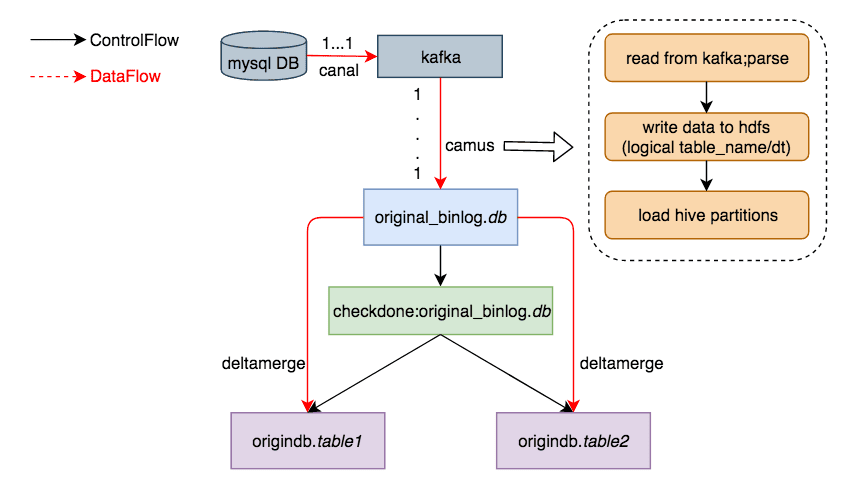 ControlFlow
DataFlow
mysql DB
1...1
canal
kafka
1
.
.
.
1
camus
read from kafka;parse
write data to hdfs
(logical table_name/dt)
load hive partitions
original_binlog.db
checkdone:original_binlog.db
deltamerge
deltamerge
origindb.table1
origindb.table2